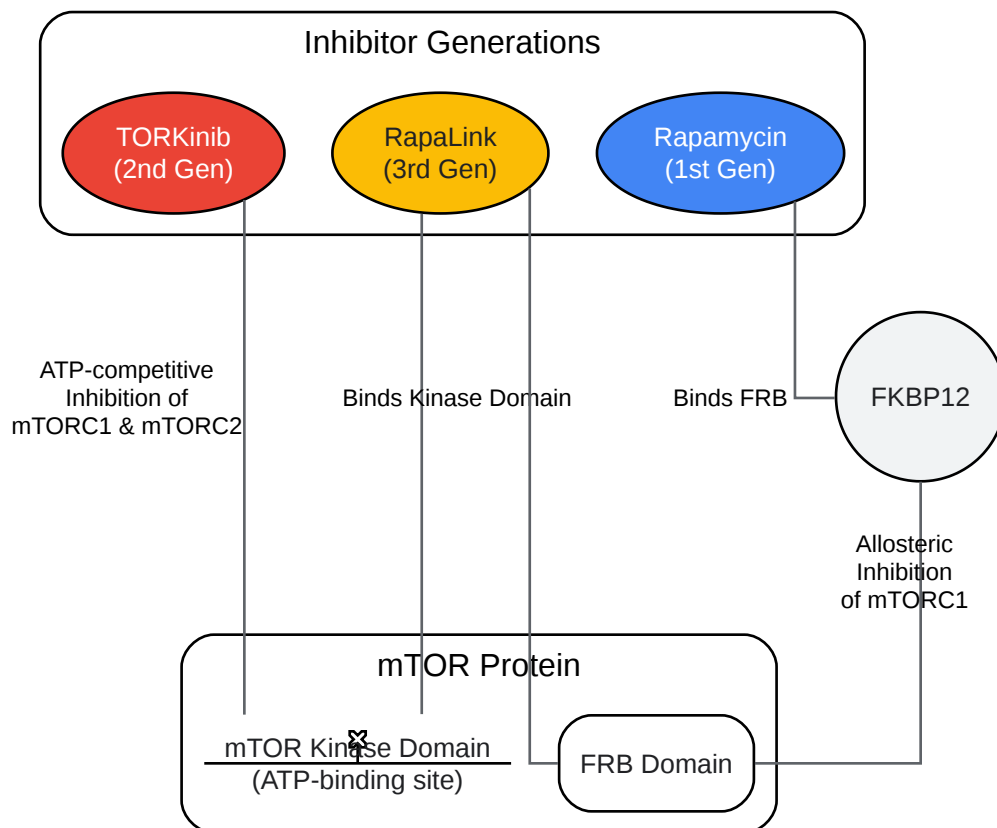 Inhibitor Generations
TORKinib
(2nd Gen)
RapaLink
(3rd Gen)
Rapamycin
(1st Gen)
ATP-competitive
Inhibition of
mTORC1 & mTORC2
Binds Kinase Domain
Binds FRB
FKBP12
Allosteric
Inhibition
of mTORC1
mTOR Protein
mTOR Kinase Domain
(ATP-binding site)
FRB Domain